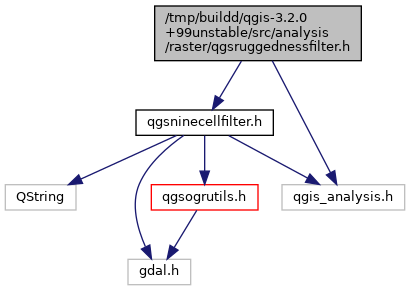 /tmp/buildd/qgis-3.2.0
+99unstable/src/analysis
/raster/qgsruggednessfilter.h
qgsninecellfilter.h
QString
qgsogrutils.h
qgis_analysis.h
gdal.h